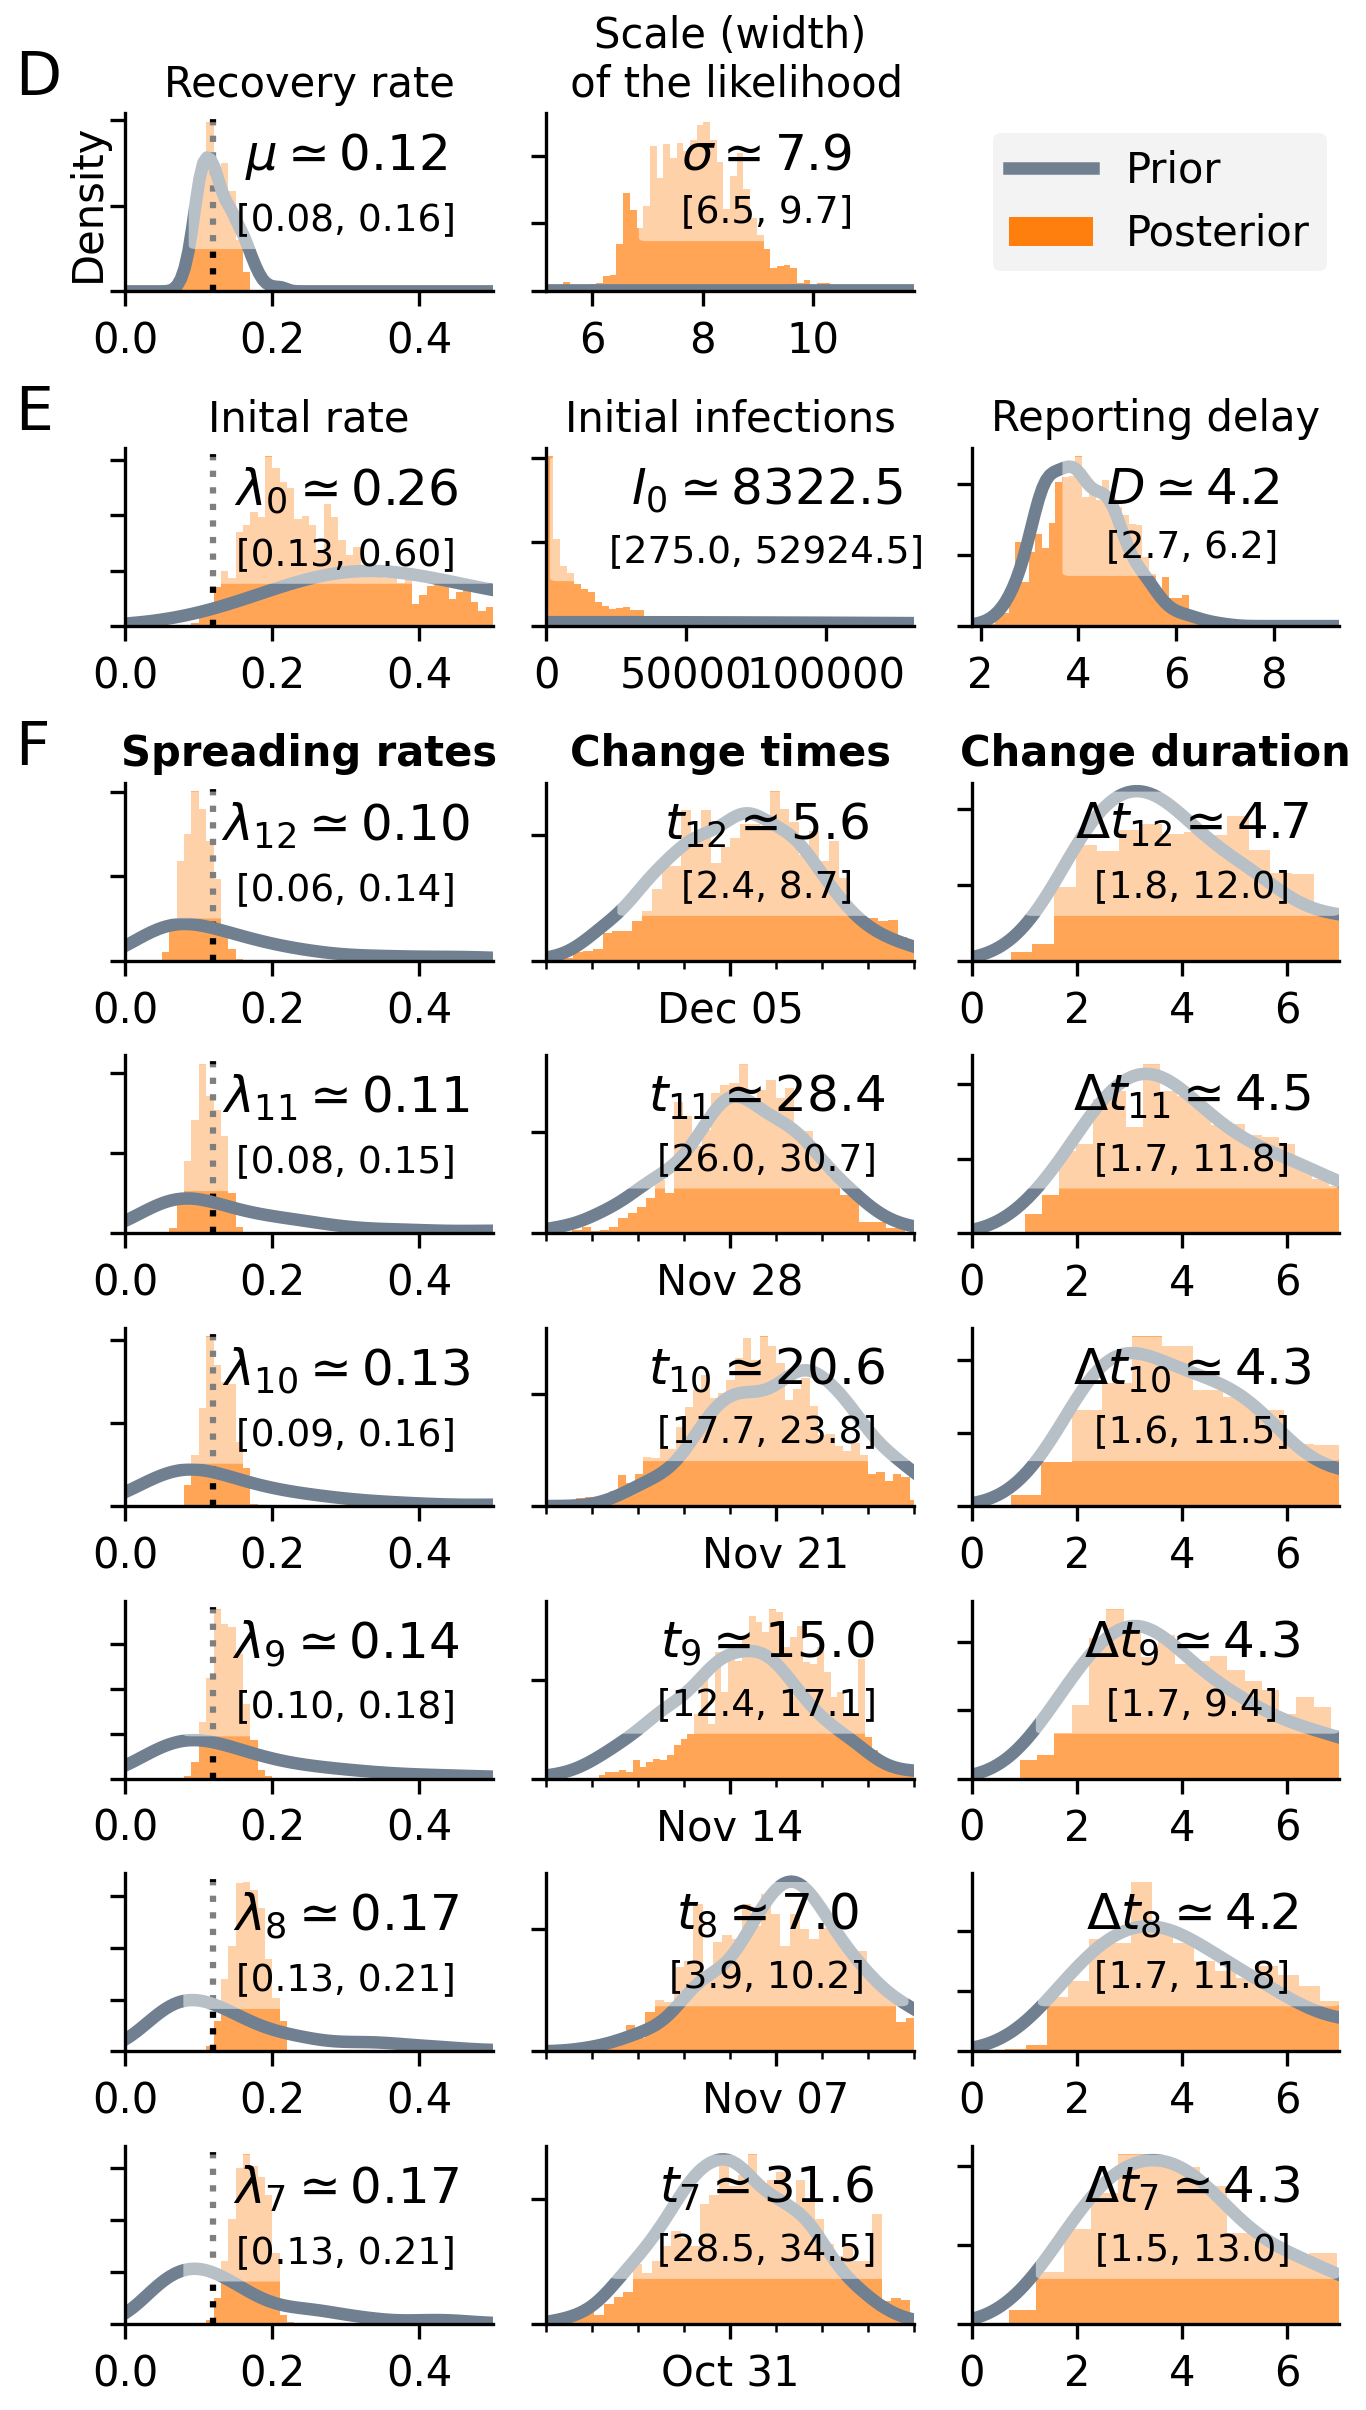 D
Recovery rate
Scale (width)
of the likelihood
Density
μ ≃ 0.12
[0.08, 0.16]
0.0 0.2 0.4
σ ≃ 7.9
[6.5, 9.7]
6 8 10
Prior
Posterior
E
Inital rate
λ0 ≃ 0.26
[0.13, 0.60]
0.0 0.2 0.4
Initial infections
I0 ≃ 8322.5
[275.0, 52924.5]
0 50000 100000
Reporting delay
D ≃ 4.2
[2.7, 6.2]
2 4 6 8
F
Spreading rates Change times Change duration
λ12 ≃ 0.10 t12 ≃ 5.6 Δt12 ≃ 4.7
[0.06, 0.14] [2.4, 8.7] [1.8, 12.0]
0.0 0.2 0.4 Dec 05 0 2 4 6
λ11 ≃ 0.11 t11 ≃ 28.4 Δt11 ≃ 4.5
[0.08, 0.15] [26.0, 30.7] [1.7, 11.8]
0.0 0.2 0.4 Nov 28 0 2 4 6
λ10 ≃ 0.13 t10 ≃ 20.6 Δt10 ≃ 4.3
[0.09, 0.16] [17.7, 23.8] [1.6, 11.5]
0.0 0.2 0.4 Nov 21 0 2 4 6
λ9 ≃ 0.14 t9 ≃ 15.0 Δt9 ≃ 4.3
[0.10, 0.18] [12.4, 17.1] [1.7, 9.4]
0.0 0.2 0.4 Nov 14 0 2 4 6
λ8 ≃ 0.17 t8 ≃ 7.0 Δt8 ≃ 4.2
[0.13, 0.21] [3.9, 10.2] [1.7, 11.8]
0.0 0.2 0.4 Nov 07 0 2 4 6
λ7 ≃ 0.17 t7 ≃ 31.6 Δt7 ≃ 4.3
[0.13, 0.21] [28.5, 34.5] [1.5, 13.0]
0.0 0.2 0.4 Oct 31 0 2 4 6